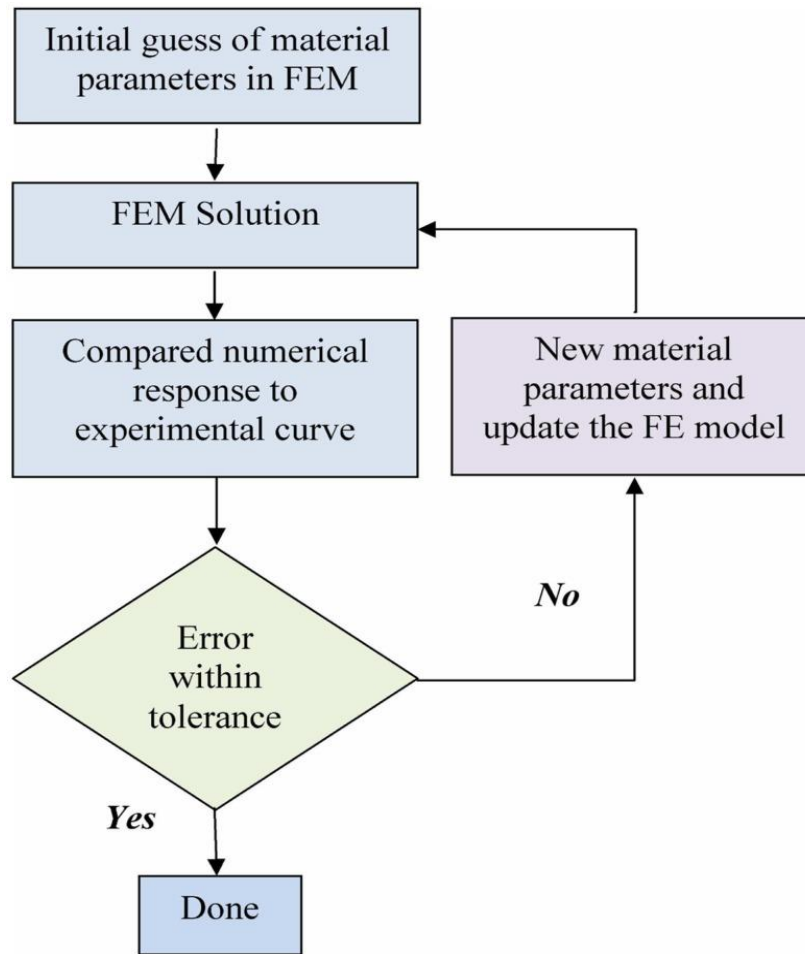 Initial guess of material
parameters in FEM
FEM Solution
Compared numerical
response to
experimental curve
New material
parameters and
update the FE model
No
Error
within
tolerance
Yes
Done